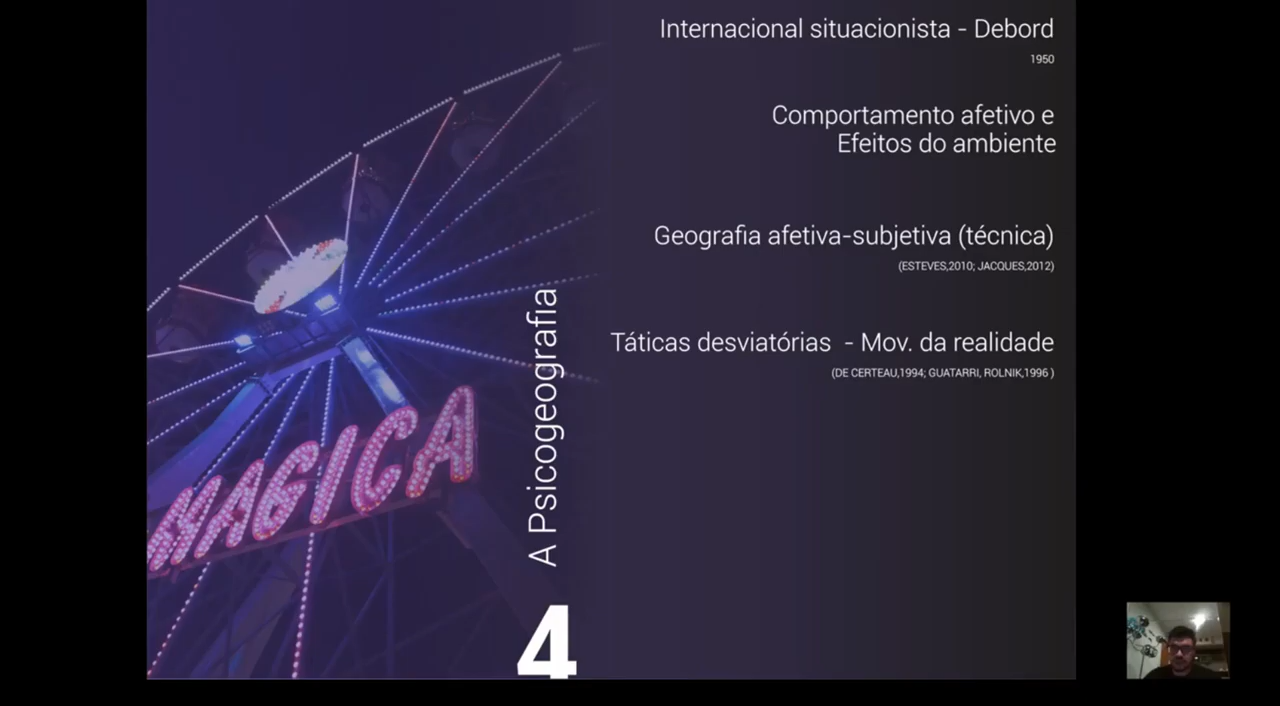 Internacional situacionista - Debord
1950
Comportamento afetivo e
Efeitos do ambiente
Geografia afetiva-subjetiva (técnica)
(ESTEVES,2010; JACQUES,2012)
Táticas desviatórias - Mov. da realidade
(DE CERTEAU,1994; GUATARRI, ROLNIK,1996 )
A Psicogeografia
4
MAGICA